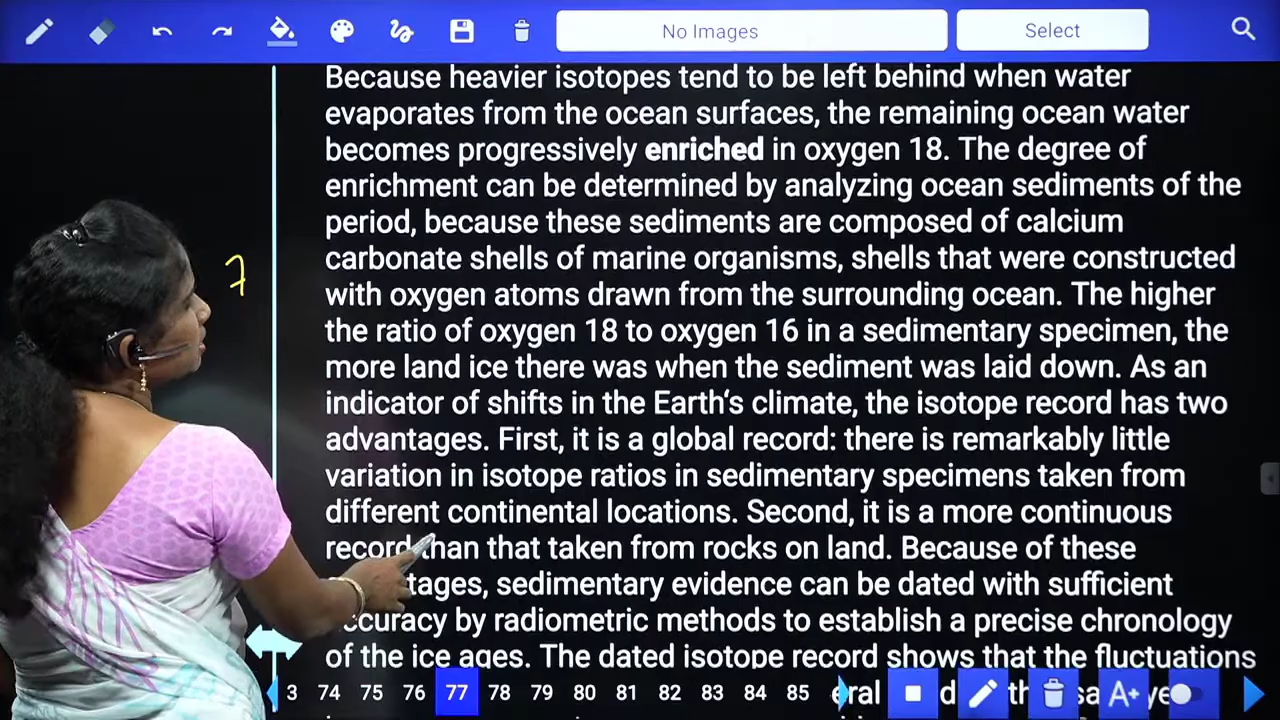 No Images
Select
Because heavier isotopes tend to be left behind when water
evaporates from the ocean surfaces, the remaining ocean water
becomes progressively enriched in oxygen 18. The degree of
enrichment can be determined by analyzing ocean sediments of the
period, because these sediments are composed of calcium
carbonate shells of marine organisms, shells that were constructed
7
with oxygen atoms drawn from the surrounding ocean. The higher
the ratio of oxygen 18 to oxygen 16 in a sedimentary specimen, the
more land ice there was when the sediment was laid down. As an
indicator of shifts in the Earth‘s climate, the isotope record has two
advantages. First, it is a global record: there is remarkably little
variation in isotope ratios in sedimentary specimens taken from
different continental locations. Second, it is a more continuous
record than that taken from rocks on land. Because of these
tages, sedimentary evidence can be dated with sufficient
ccuracy by radiometric methods to establish a precise chronology
of the ice ages. The dated isotope record shows that the fluctuations
3 74 75 76 77 78 79 80 81 82 83 84 85 eral A+